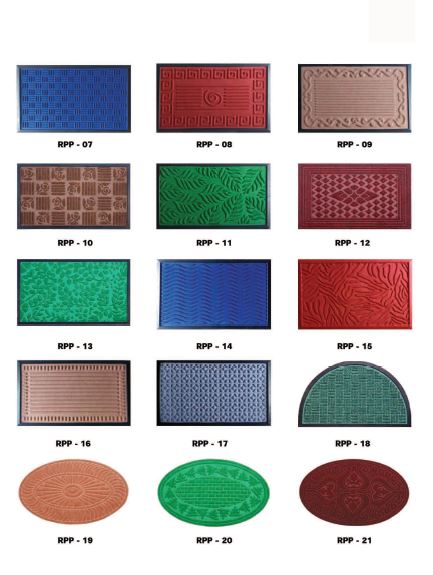 RPP - 07
RPP - 08
RPP - 09
RPP - 10
RPP - 11
RPP - 12
RPP - 13
RPP - 14
RPP - 15
RPP - 16
RPP - 17
RPP - 18
RPP - 19
RPP - 20
RPP - 21